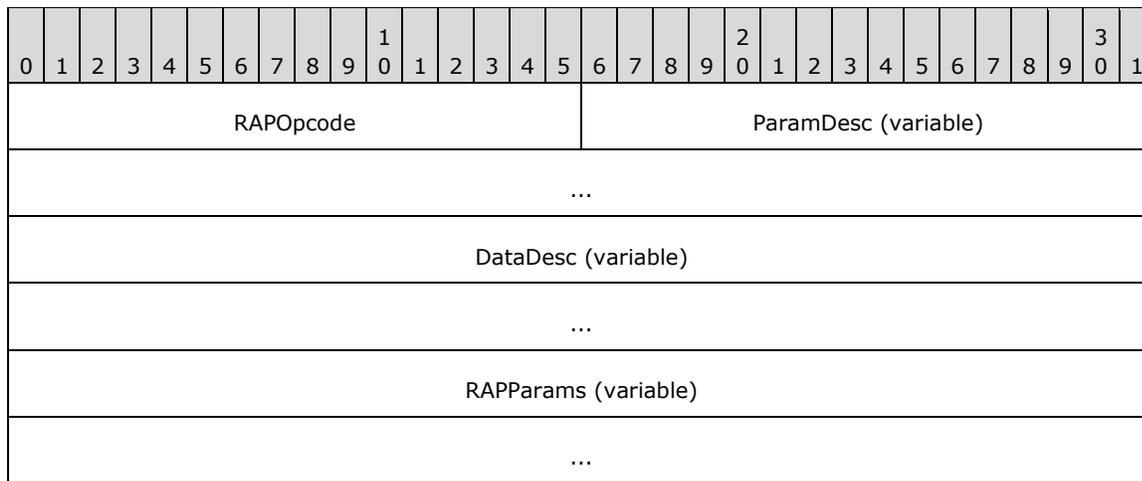 1 2 3
0 1 2 3 4 5 6 7 8 9 0 1 2 3 4 5 6 7 8 9 0 1 2 3 4 5 6 7 8 9 0 1
RAPOpcode ParamDesc (variable)
...
DataDesc (variable)
...
RAPParams (variable)
...